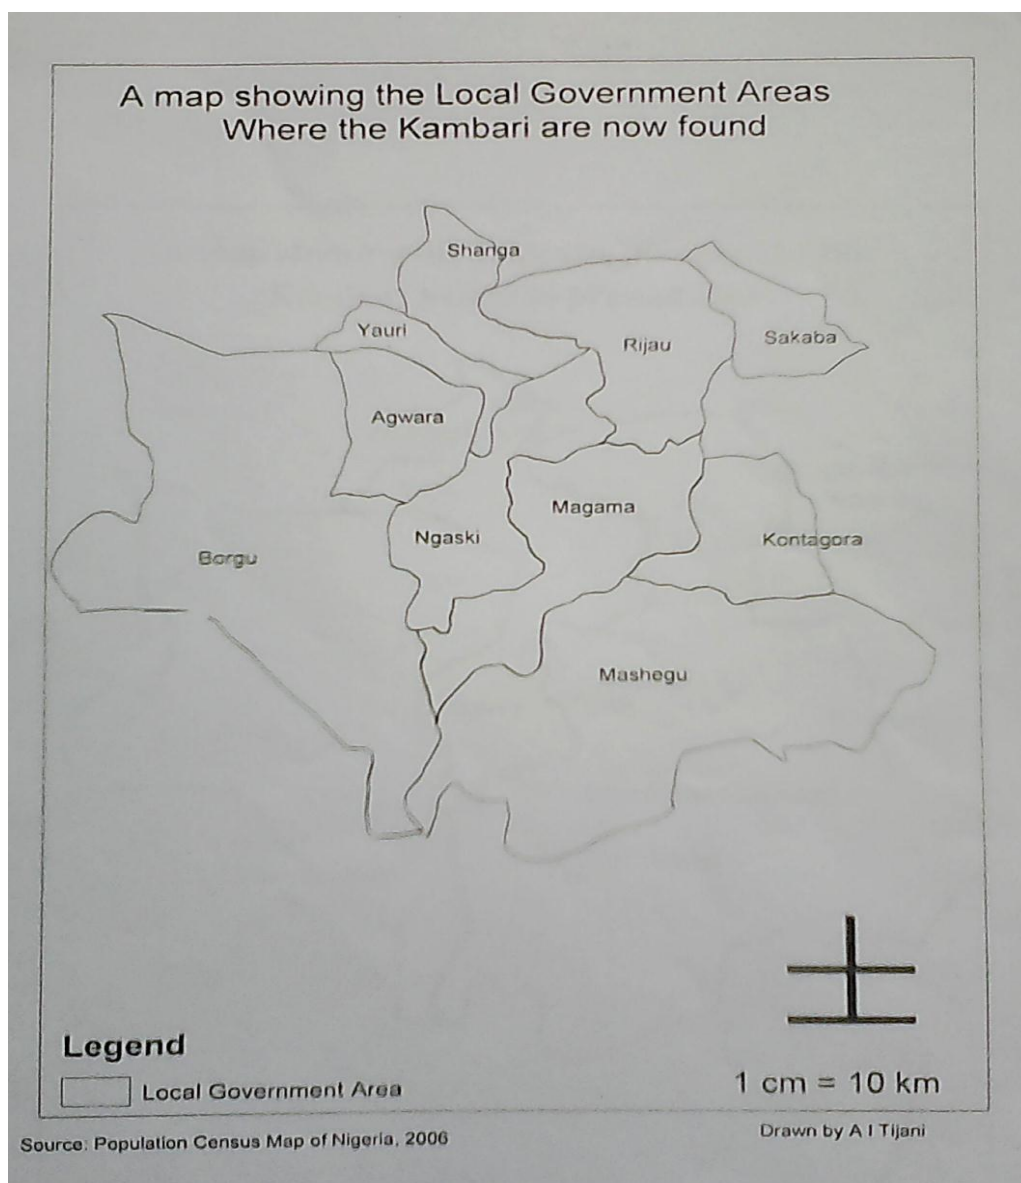 A map showing the Local Government Areas
Where the Kambari are now found
Shanga
Yauri
Rijau
Sakaba
Agwara
Magama
Ngaski
Kontagora
Borgu
Mashegu
Legend
Local Government Area
1 cm = 10 km
Source: Population Census Map of Nigeria, 2006
Drawn by A I Tijani